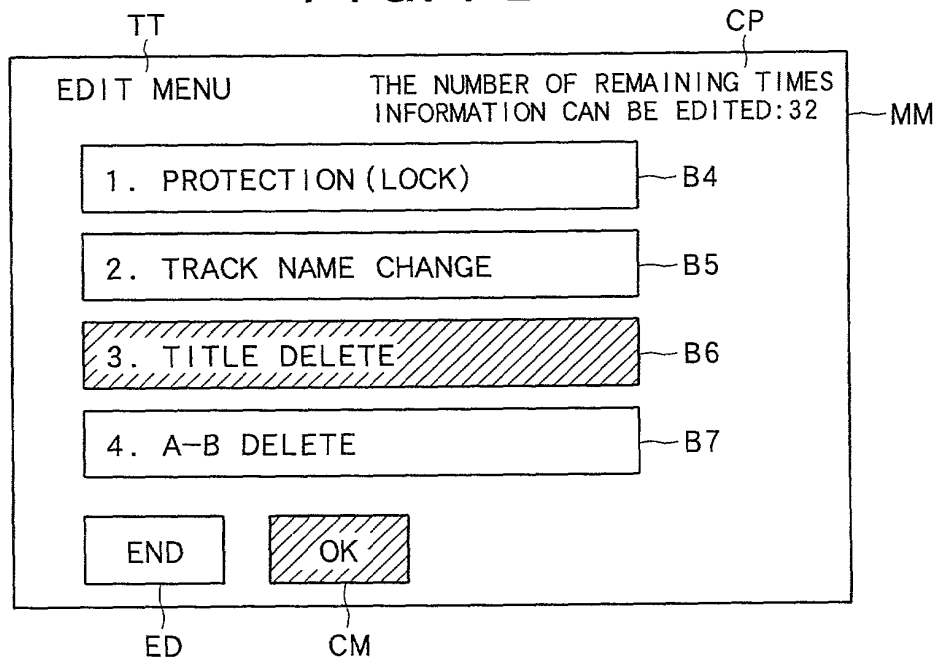 TT
CP
EDIT MENU
THE NUMBER OF REMAINING TIMES
INFORMATION CAN BE EDITED:32
MM
1. PROTECTION(LOCK)
B4
2. TRACK NAME CHANGE
B5
3. TITLE DELETE
B6
4. A-B DELETE
B7
END
OK
ED
CM